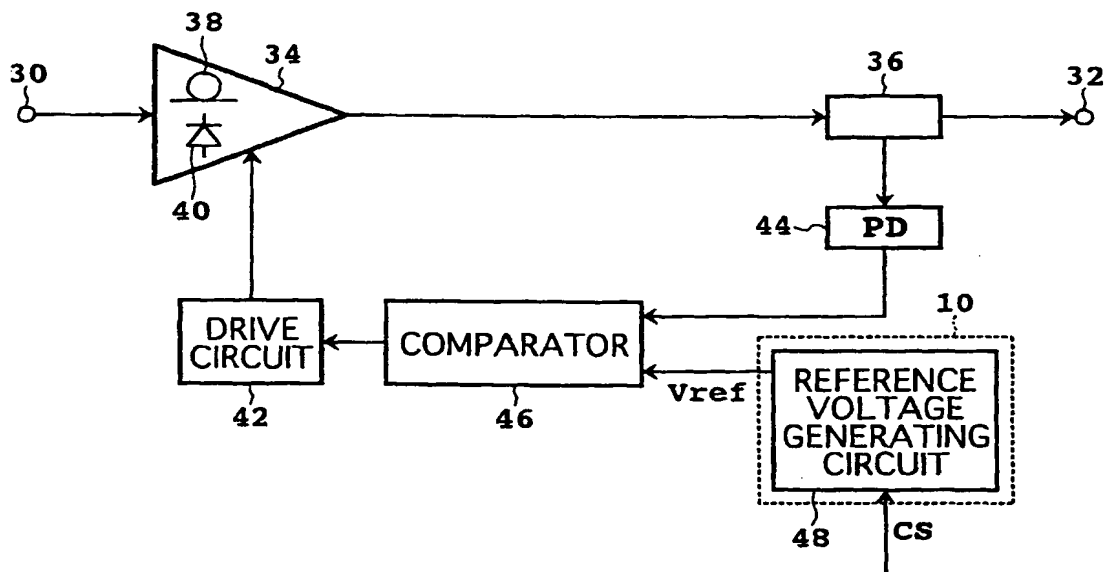 38
34
30
36
32
40
44
PD
10
DRIVE
CIRCUIT
COMPARATOR
Vref
REFERENCE
VOLTAGE
GENERATING
CIRCUIT
42
46
48
CS